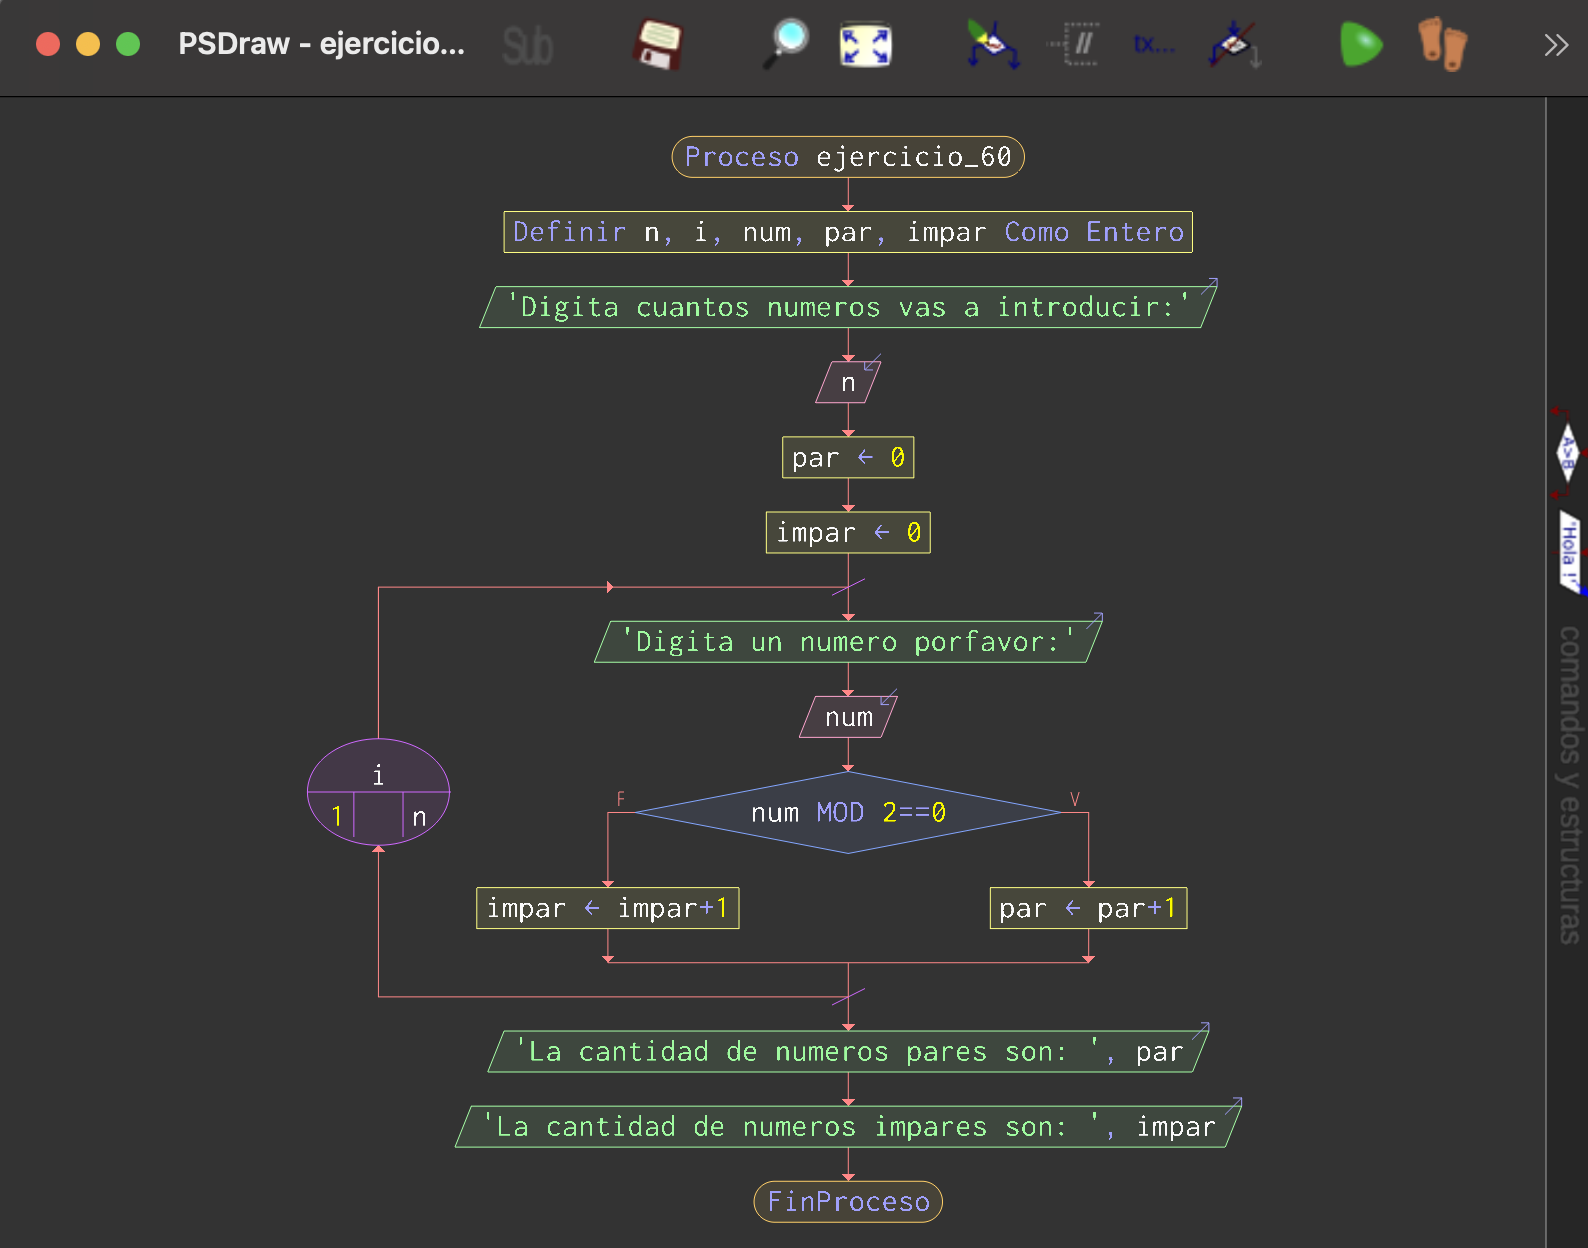 PSDraw - ejercicio...
Sub
//
tx...
Proceso ejercicio_60
Definir n, i, num, par, impar Como Entero
'Digita cuantos numeros vas a introducir:'
n
par ← 0
impar ← 0
'Digita un numero porfavor:'
num
i
1 n
F
num MOD 2==0
V
impar ← impar+1
par ← par+1
'La cantidad de numeros pares son: ', par
'La cantidad de numeros impares son: ', impar
FinProceso
A>B
'Hola !'
comandos y estructuras